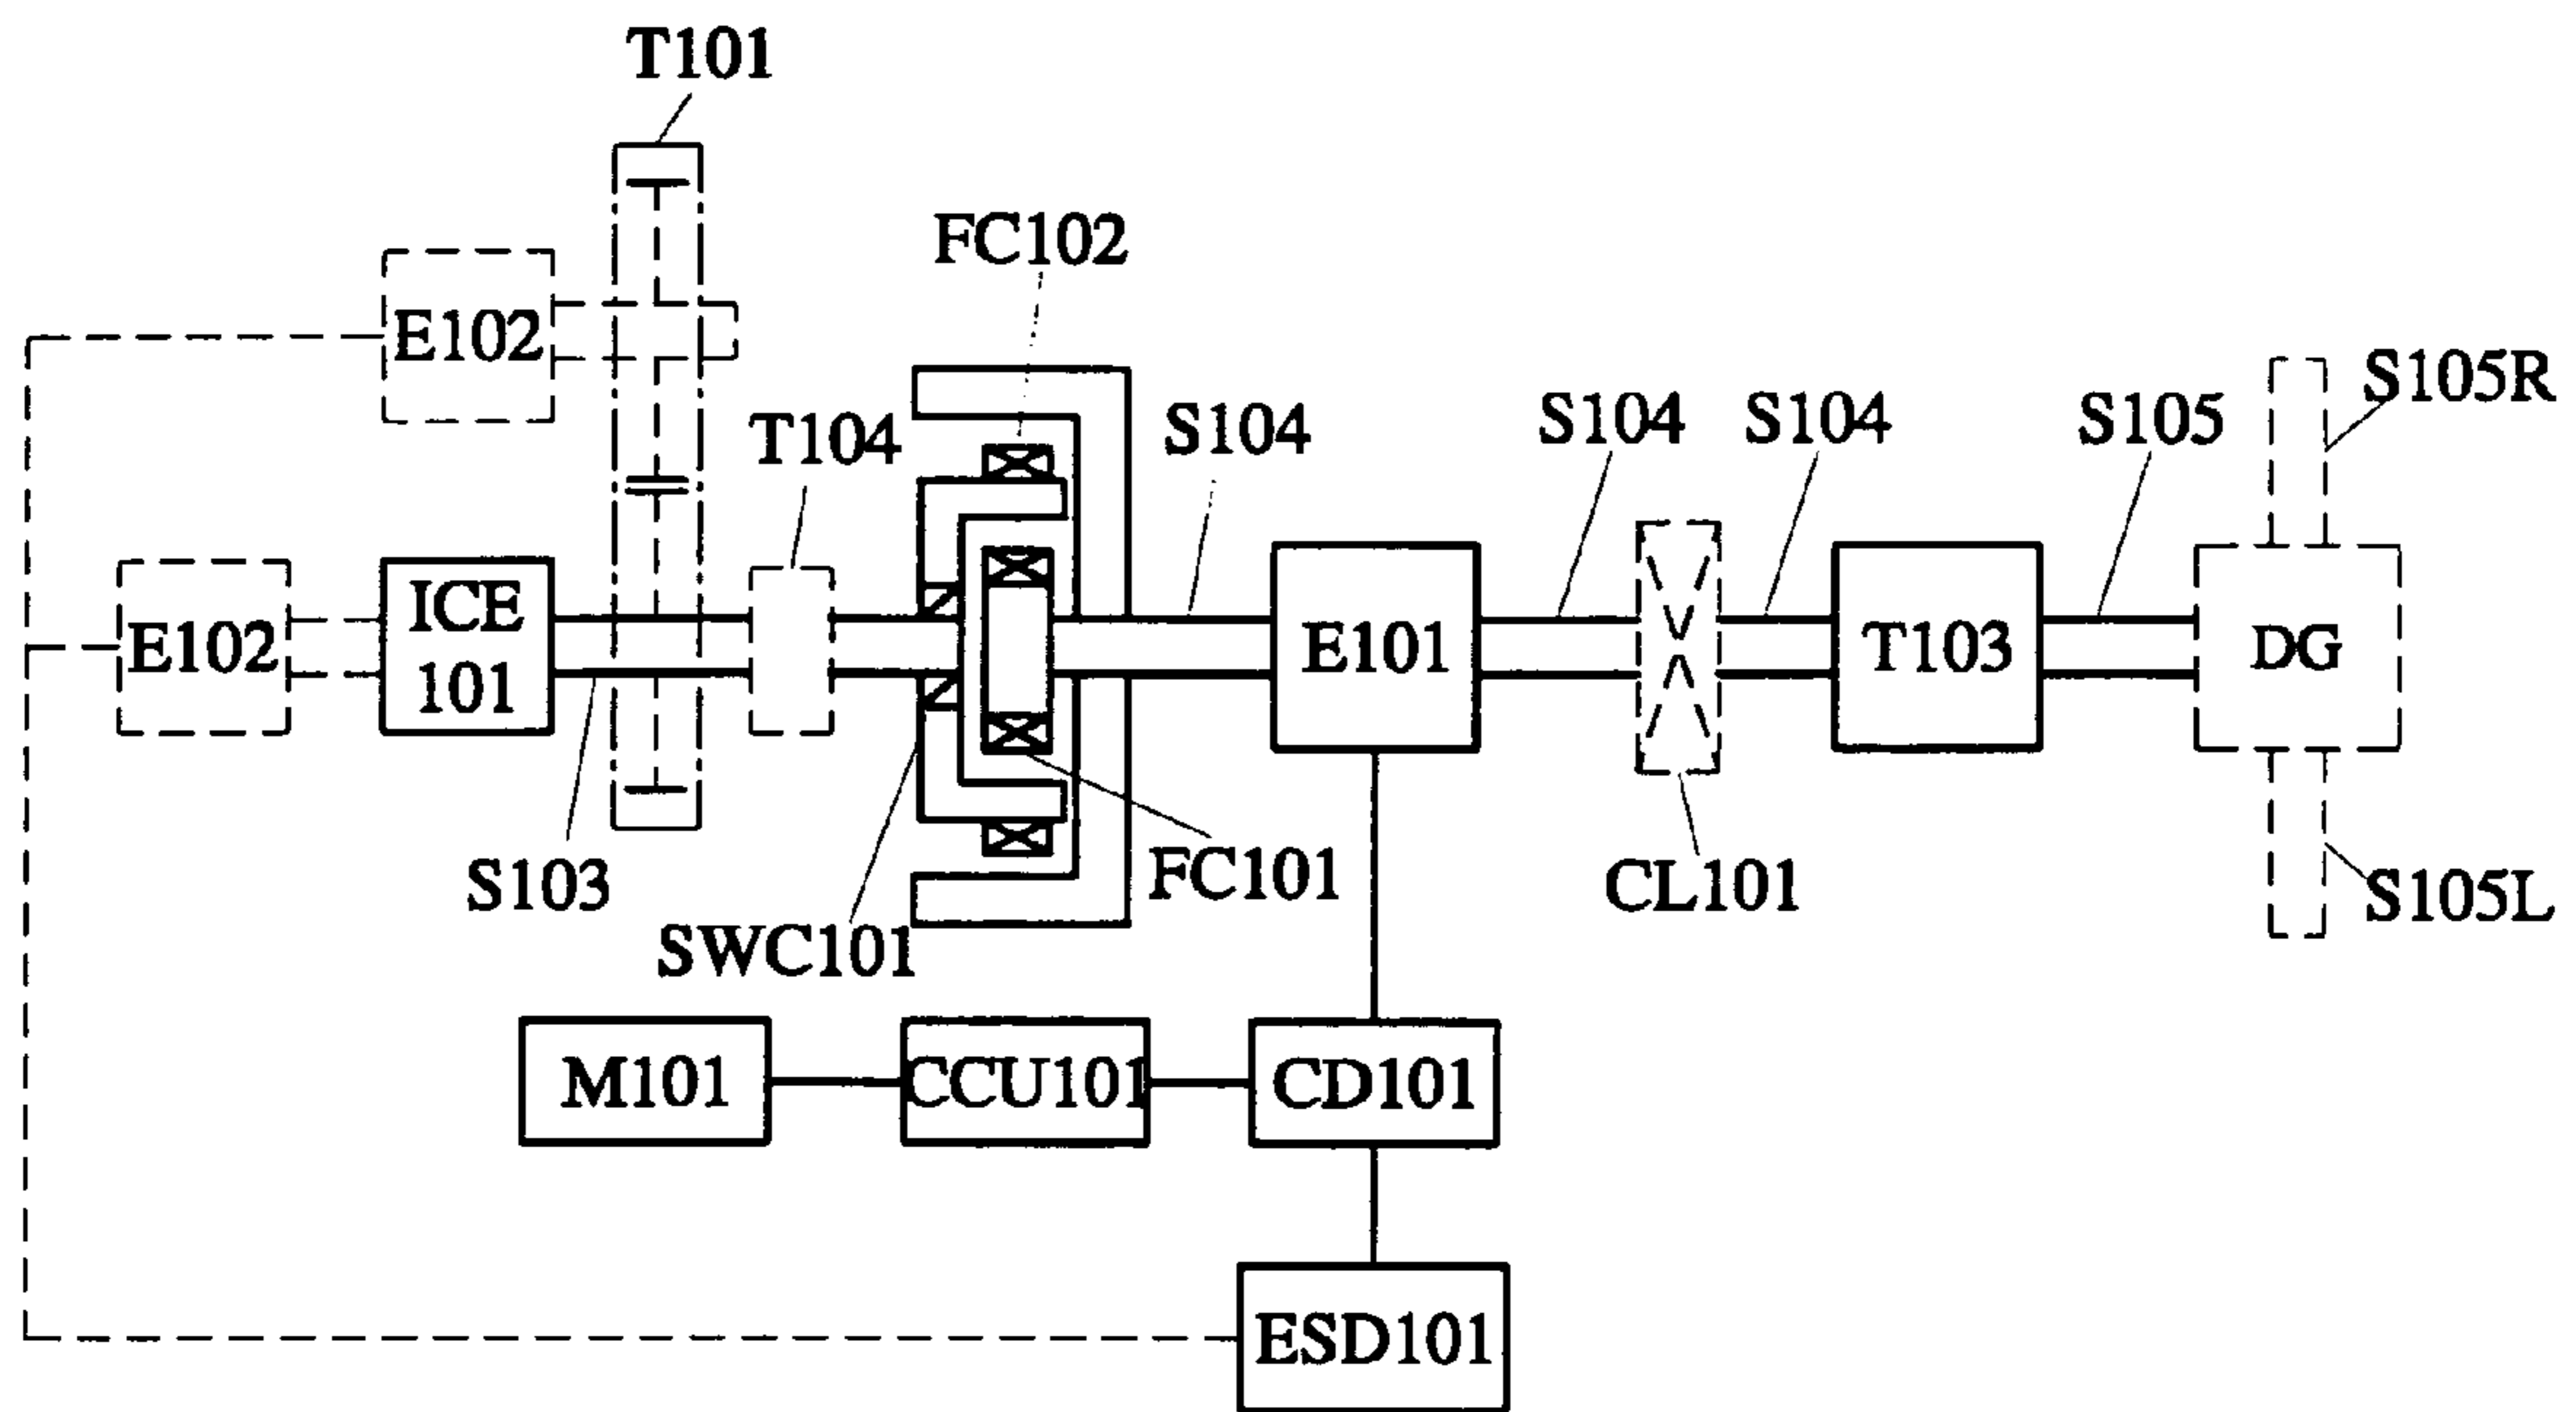 T101
FC102
E102
S105R
S104
S104
S104
S105
T104
ICE
101
E102
E101
T103
DG
S103
FC101
CL101
S105L
SWC101
M101
CCU101
CD101
ESD101